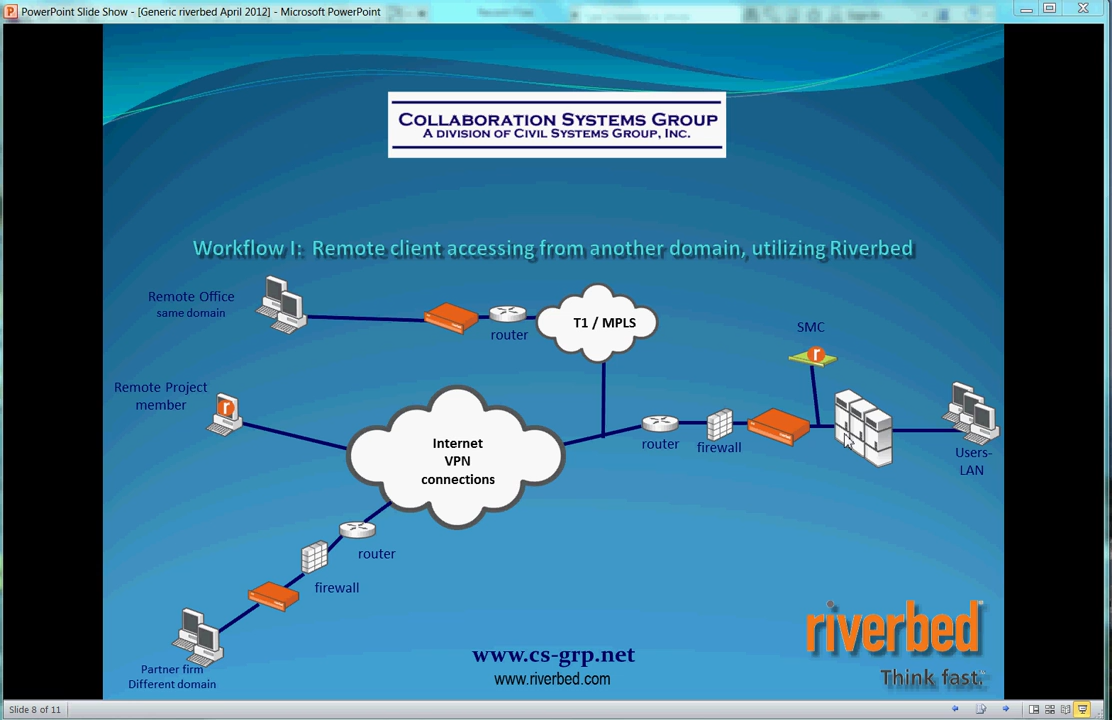 PowerPoint Slide Show - [Generic riverbed April 2012] - Microsoft PowerPoint
COLLABORATION SYSTEMS GROUP
A DIVISION OF CIVIL SYSTEMS GROUP, INC.
Workflow I: Remote client accessing from another domain, utilizing Riverbed
Remote Office
same domain
router
T1 / MPLS
SMC
r
Remote Project
member
r
Internet
VPN
connections
router
firewall
Users-
LAN
router
firewall
Partner firm
Different domain
www.cs-grp.net
www.riverbed.com
riverbed
Think fast.
Slide 8 of 11